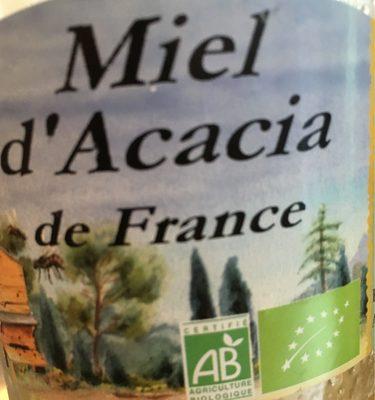 Miel
d'Acacia
de France
CERTIFIÉ
AB
AGRICULTURE
BIOLOGIQUE